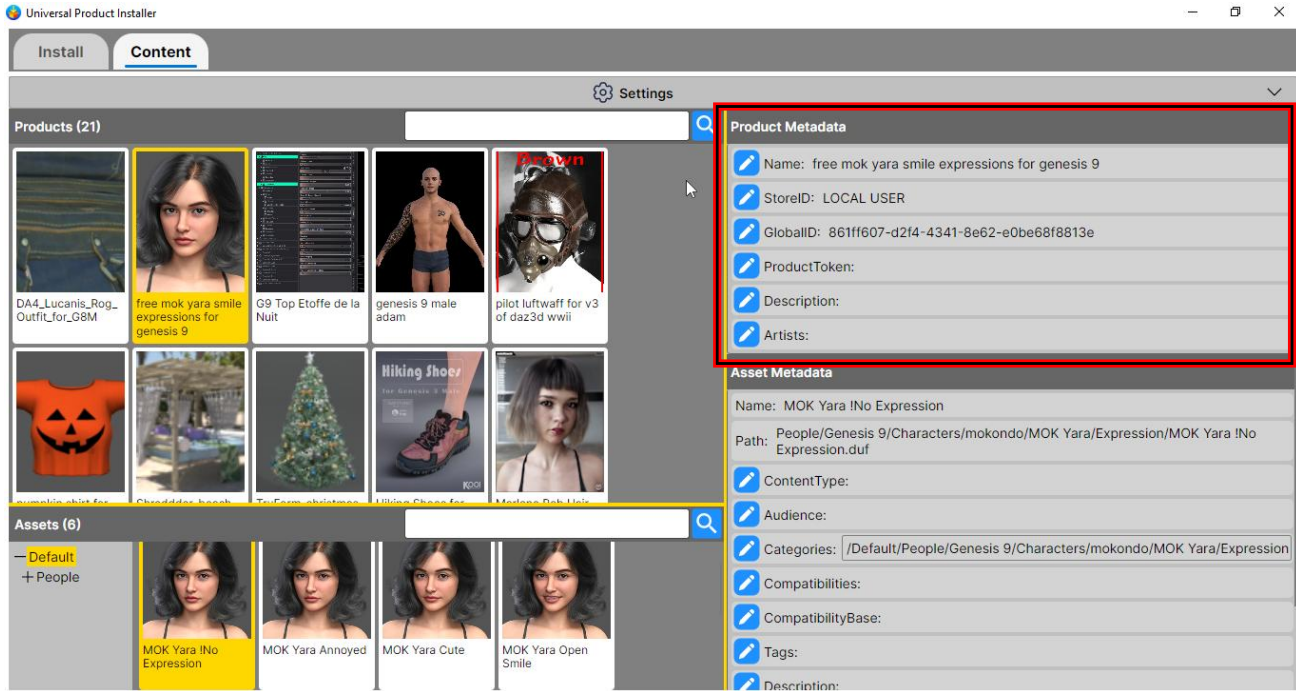 Universal Product Installer
Install
Content
Settings
Products (21)
Brown
DA4_Lucanis_Rog_
Outfit_for_G8M
free mok yara smile
expressions for
genesis 9
G9 Top Etoffe de la
Nuit
genesis 9 male
adam
pilot luftwaff for v3
of daz3d wwii
Hiking Shoes
for Genesis 3 Male
KOOI
Assets (6)
Default
People
MOK Yara !No
Expression
MOK Yara Annoyed
MOK Yara Cute
MOK Yara Open
Smile
Product Metadata
Name: free mok yara smile expressions for genesis 9
StoreID: LOCAL USER
GlobalID: 861ff607-d2f4-4341-8e62-e0be68f8813e
ProductToken:
Description:
Artists:
Asset Metadata
Name: MOK Yara !No Expression
Path: People/Genesis 9/Characters/mokondo/MOK Yara/Expression/MOK Yara !No
Expression.duf
ContentType:
Audience:
Categories: /Default/People/Genesis 9/Characters/mokondo/MOK Yara/Expression
Compatibilities:
CompatibilityBase:
Tags:
Description: